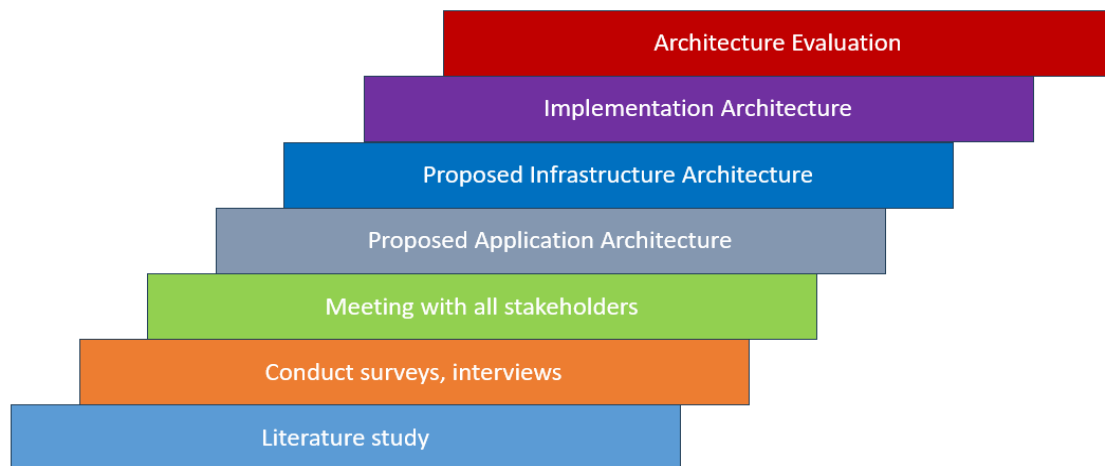 Architecture Evaluation
Implementation Architecture
Proposed Infrastructure Architecture
Proposed Application Architecture
Meeting with all stakeholders
Conduct surveys, interviews
Literature study